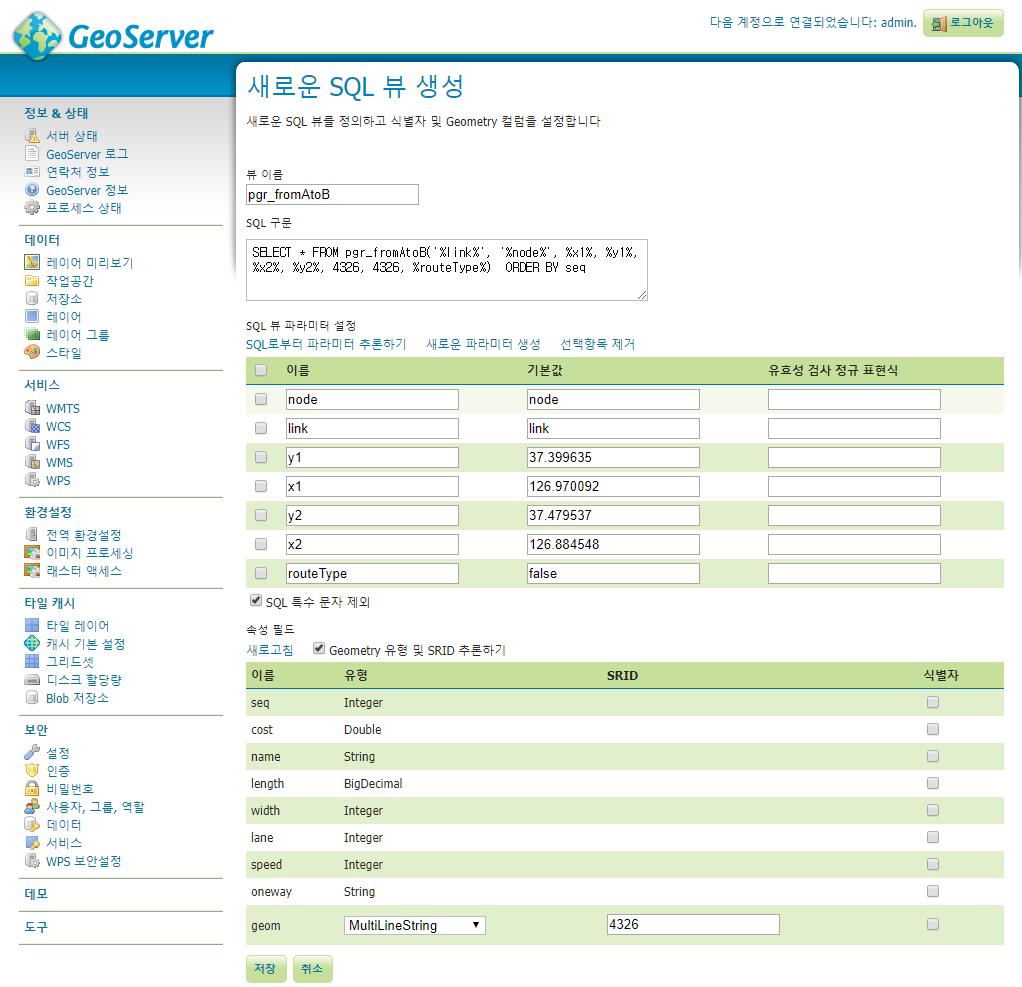 GeoServer
다음 계정으로 연결되었습니다: admin. 로그아웃
정보 & 상태
서버 상태
GeoServer 로그
연락처 정보
GeoServer 정보
프로세스 상태
데이터
레이어 미리보기
작업공간
저장소
레이어
레이어 그룹
스타일
서비스
WMTS
WCS
WFS
WMS
WPS
환경설정
전역 환경설정
이미지 프로세싱
래스터 액세스
타일 캐시
타일 레이어
캐시 기본 설정
그리드셋
디스크 할당량
Blob 저장소
보안
설정
인증
비밀번호
사용자, 그룹, 역할
데이터
서비스
WPS 보안설정
데모
도구
새로운 SQL 뷰 생성
새로운 SQL 뷰를 정의하고 식별자 및 Geometry 컬럼을 설정합니다
뷰 이름
pgr_fromAtoB
SQL 구문
SELECT * FROM pgr_fromAtoB('%link%', '%node%', %x1%, %y1%,
%x2%, %y2%, 4326, 4326, %routeType%) ORDER BY seq
SQL 뷰 파라미터 설정
SQL로부터 파라미터 추론하기 새로운 파라미터 생성 선택항목 제거
이름 기본값 유효성 검사 정규 표현식
node node
link link
y1 37.399635
x1 126.970092
y2 37.479537
x2 126.884548
routeType false
SQL 특수 문자 제외
속성 필드
새로고침 Geometry 유형 및 SRID 추론하기
이름 유형 SRID 식별자
seq Integer
cost Double
name String
length BigDecimal
width Integer
lane Integer
speed Integer
oneway String
geom MultiLineString 4326
저장 취소